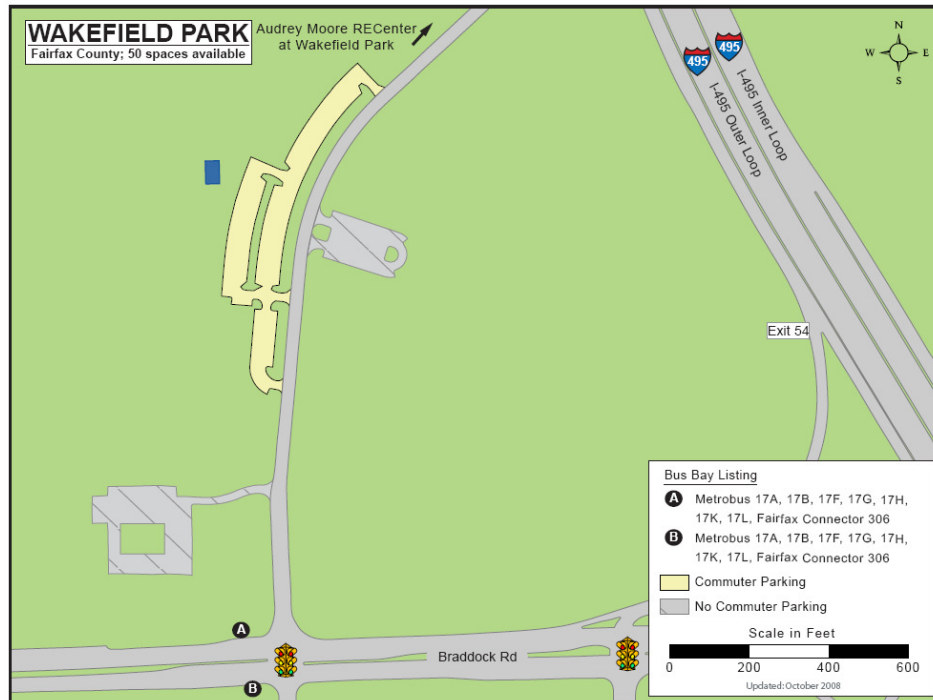 WAKEFIELD PARK
Fairfax County; 50 spaces available
Audrey Moore RECenter
at Wakefield Park
N
W E
S
495
495
I-495 Inner Loop
I-495 Outer Loop
Exit 54
Bus Bay Listing
A Metrobus 17A, 17B, 17F, 17G, 17H,
17K, 17L, Fairfax Connector 306
B Metrobus 17A, 17B, 17F, 17G, 17H,
17K, 17L, Fairfax Connector 306
Commuter Parking
No Commuter Parking
Scale in Feet
0 200 400 600
Updated:October 2008
A
Braddock Rd
B